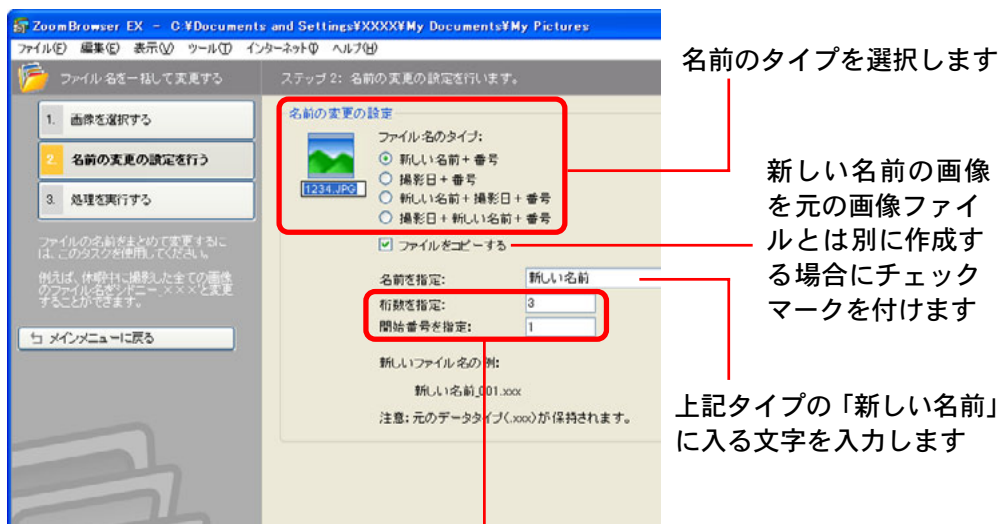 ZoomBrowser EX - C:¥Documents and Settings¥XXXX¥My Documents¥My Pictures
ファイル(F) 編集(E) 表示(V) ツール(T) インターネット(I) ヘルプ(H)
ファイル名を一括して変更する
ステップ 2: 名前の変更の設定を行います。
1. 画像を選択する
2. 名前の変更の設定を行う
3. 処理を実行する
ファイルの名前をまとめて変更するに
は、このタスクを使用してください。
例えば、休暇中に撮影した全ての画像
のファイル名をシドニー_×××と変更
することができます。
メインメニューに戻る
名前の変更の設定
1234.JPG
ファイル名のタイプ:
新しい名前 + 番号
撮影日 + 番号
新しい名前 + 撮影日 + 番号
撮影日 + 新しい名前 + 番号
ファイルをコピーする
名前を指定: 新しい名前
桁数を指定: 3
開始番号を指定: 1
新しいファイル名の例:
新しい名前_001.xxx
注意: 元のデータタイプ(.xxx)が保持されます。
名前のタイプを選択します
新しい名前の画像
を元の画像ファイ
ルとは別に作成す
る場合にチェック
マークを付けます
上記タイプの「新しい名前」
に入る文字を入力します